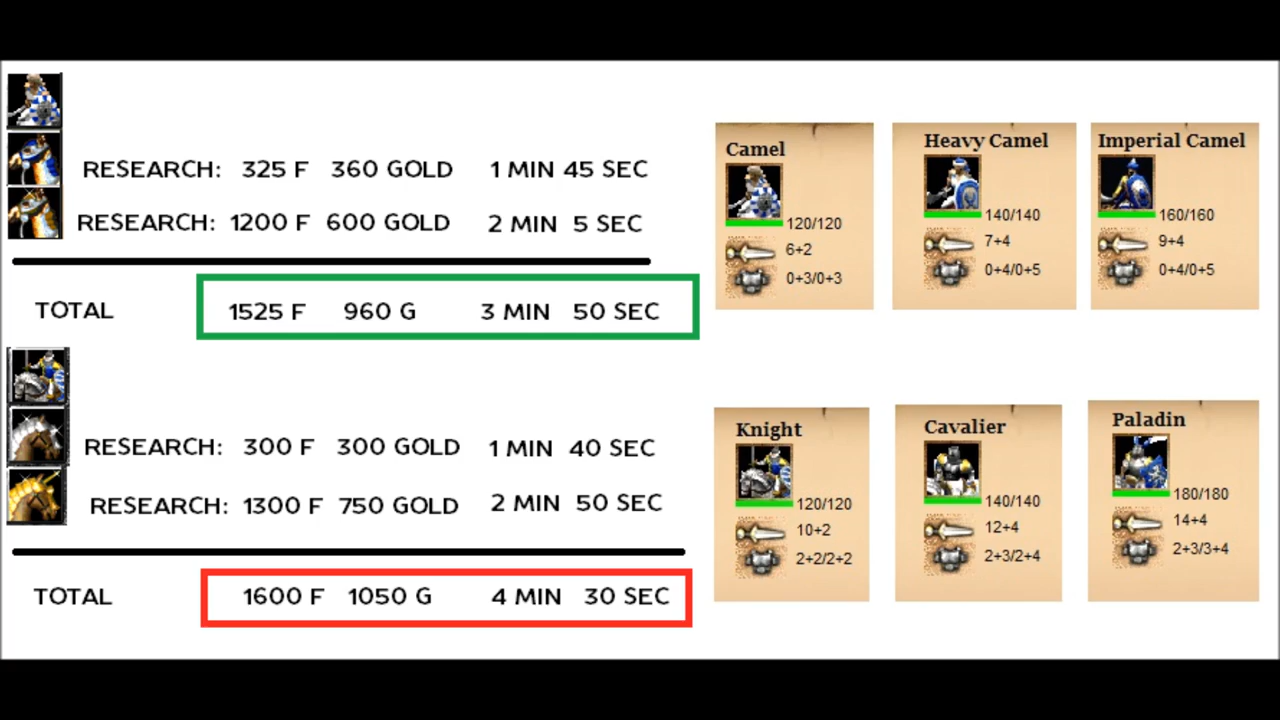 RESEARCH: 325 F 360 GOLD 1 MIN 45 SEC
RESEARCH: 1200 F 600 GOLD 2 MIN 5 SEC
TOTAL 1525 F 960 G 3 MIN 50 SEC
Camel
120/120
6+2
0+3/0+3
Heavy Camel
140/140
7+4
0+4/0+5
Imperial Camel
160/160
9+4
0+4/0+5
RESEARCH: 300 F 300 GOLD 1 MIN 40 SEC
RESEARCH: 1300 F 750 GOLD 2 MIN 50 SEC
TOTAL 1600 F 1050 G 4 MIN 30 SEC
Knight
120/120
10+2
2+2/2+2
Cavalier
140/140
12+4
2+3/2+4
Paladin
180/180
14+4
2+3/3+4